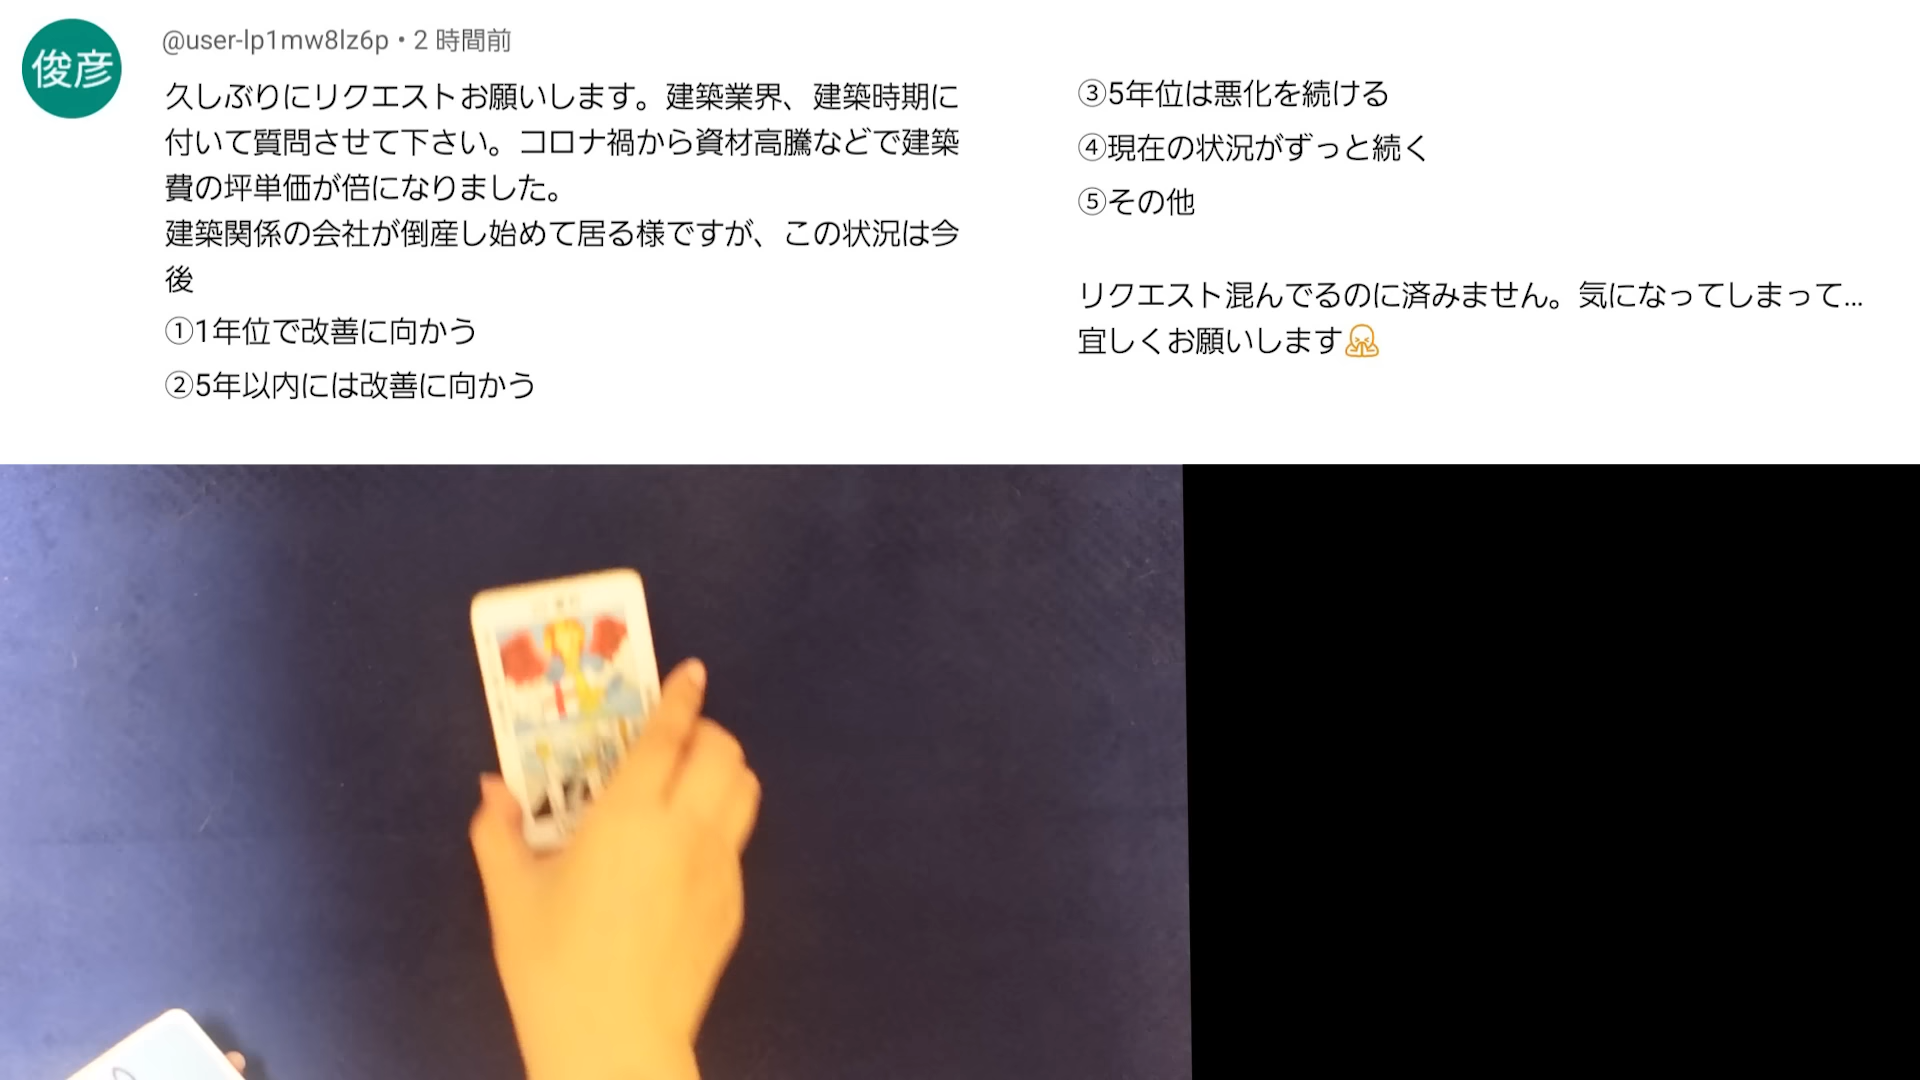 俊彦
@user-lp1mw8lz6p・2 時間前
久しぶりにリクエストお願いします。建築業界、建築時期に
付いて質問させて下さい。コロナ禍から資材高騰などで建築
費の坪単価が倍になりました。
建築関係の会社が倒産し始めて居る様ですが、この状況は今
後
①1年位で改善に向かう
②5年以内には改善に向かう
③5年位は悪化を続ける
④現在の状況がずっと続く
⑤その他
リクエスト混んでるのに済みません。気になってしまって...
宜しくお願いします🙇